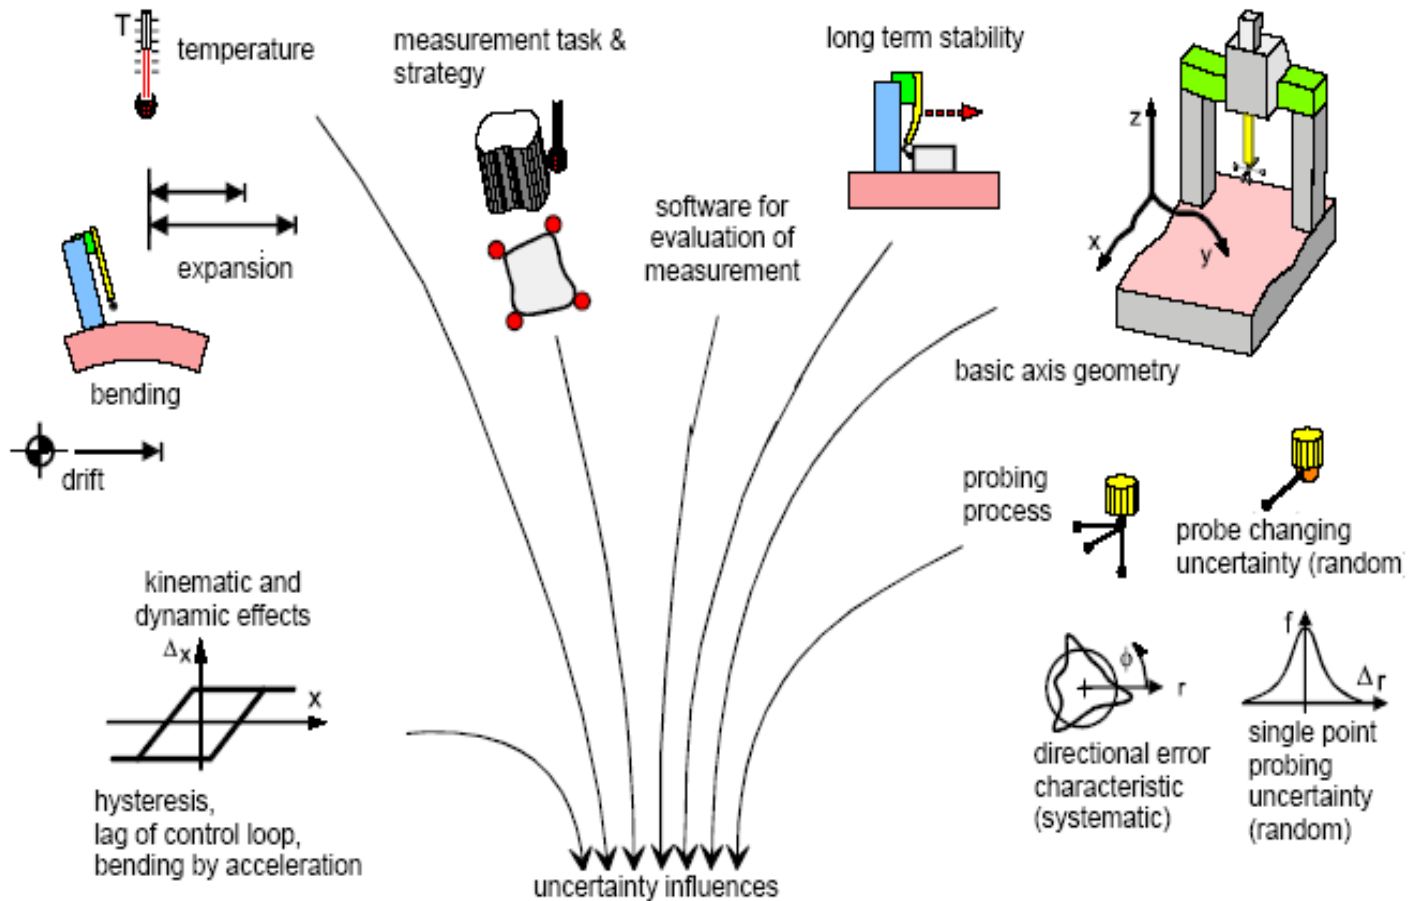 T
temperature
expansion
bending
drift
measurement task &
strategy
software for
evaluation of
measurement
long term stability
z
x
y
basic axis geometry
probing
process
probe changing
uncertainty (random)
kinematic and
dynamic effects
Δx
x
hysteresis,
lag of control loop,
bending by acceleration
ϕ
r
directional error
characteristic
(systematic)
f
Δr
single point
probing
uncertainty
(random)
uncertainty influences